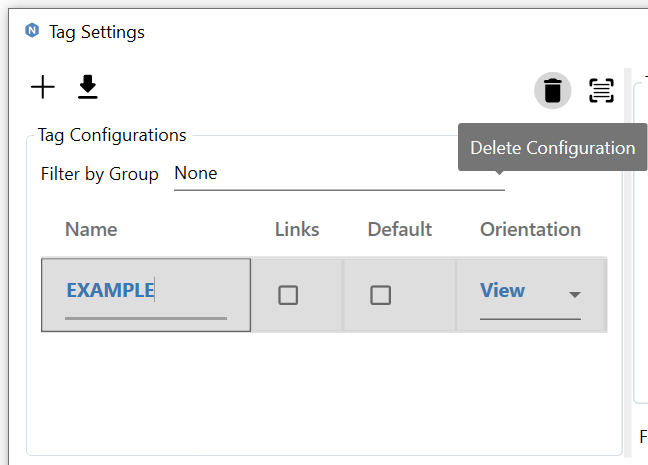 Tag Settings
Delete Configuration
Tag Configurations
Filter by Group None
Name Links Default Orientation
EXAMPLE View